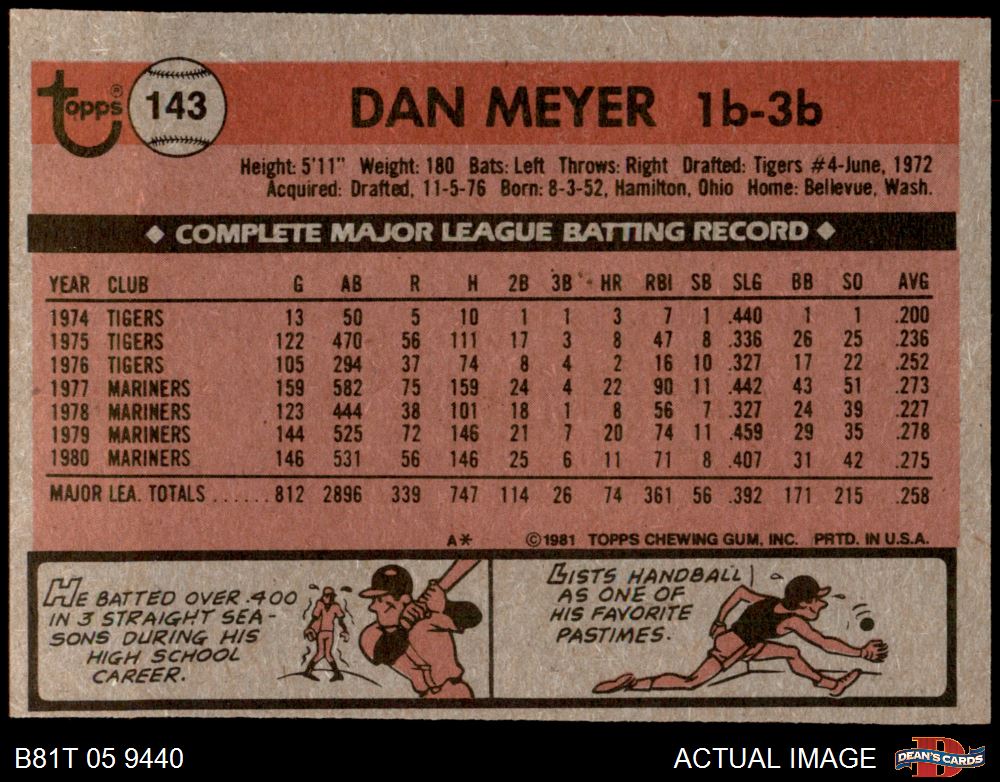 Topps® 143 DAN MEYER 1b-3b
Height: 5'11" Weight: 180 Bats: Left Throws: Right Drafted: Tigers #4-June, 1972
Acquired: Drafted, 11-5-76 Born: 8-3-52, Hamilton, Ohio Home: Bellevue, Wash.
◆ COMPLETE MAJOR LEAGUE BATTING RECORD ◆
YEAR CLUB G AB R H 2B 3B HR RBI SB SLG BB SO AVG
1974 TIGERS 13 50 5 10 1 1 3 7 1 .440 1 1 .200
1975 TIGERS 122 470 56 111 17 3 8 47 8 .336 26 25 .236
1976 TIGERS 105 294 37 74 8 4 2 16 10 .327 17 22 .252
1977 MARINERS 159 582 75 159 24 4 22 90 11 .442 43 51 .273
1978 MARINERS 123 444 38 101 18 1 8 56 7 .327 24 39 .227
1979 MARINERS 144 525 72 146 21 7 20 74 11 .459 29 35 .278
1980 MARINERS 146 531 56 146 25 6 11 71 8 .407 31 42 .275
MAJOR LEA. TOTALS ...... 812 2896 339 747 114 26 74 361 56 .392 171 215 .258
A* ©1981 TOPPS CHEWING GUM, INC. PRTD. IN U.S.A.
HE BATTED OVER .400
IN 3 STRAIGHT SEA-
SONS DURING HIS
HIGH SCHOOL
CAREER.
LISTS HANDBALL
AS ONE OF
HIS FAVORITE
PASTIMES.
B81T 05 9440 ACTUAL IMAGE D DEAN'S CARDS